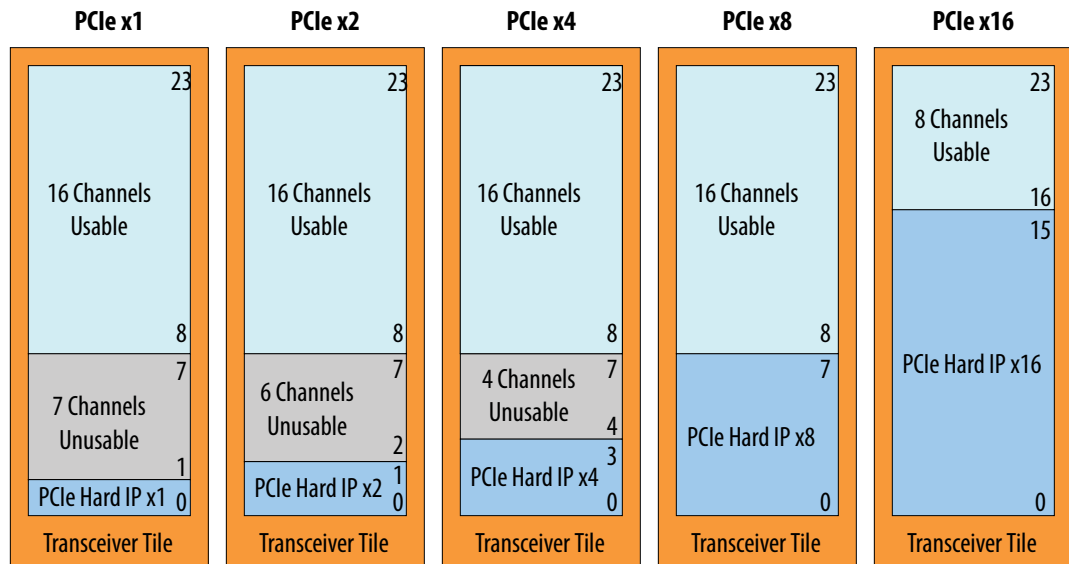 PCIe x1
23
16 Channels
Usable
8
7
7 Channels
Unusable
1
PCIe Hard IP x1
0
Transceiver Tile
PCIe x2
23
16 Channels
Usable
8
7
6 Channels
Unusable
2
1
PCIe Hard IP x2
0
Transceiver Tile
PCIe x4
23
16 Channels
Usable
8
7
4 Channels
Unusable
4
3
PCIe Hard IP x4
0
Transceiver Tile
PCIe x8
23
16 Channels
Usable
8
7
PCIe Hard IP x8
0
Transceiver Tile
PCIe x16
23
8 Channels
Usable
16
15
PCIe Hard IP x16
0
Transceiver Tile